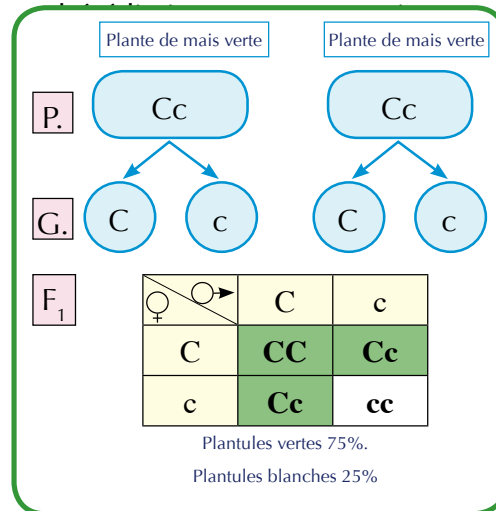 Plante de mais verte Plante de mais verte
P. Cc Cc
G. C c C c
F1
♀ ♂ C c
C CC Cc
c Cc cc
Plantules vertes 75%.
Plantules blanches 25%